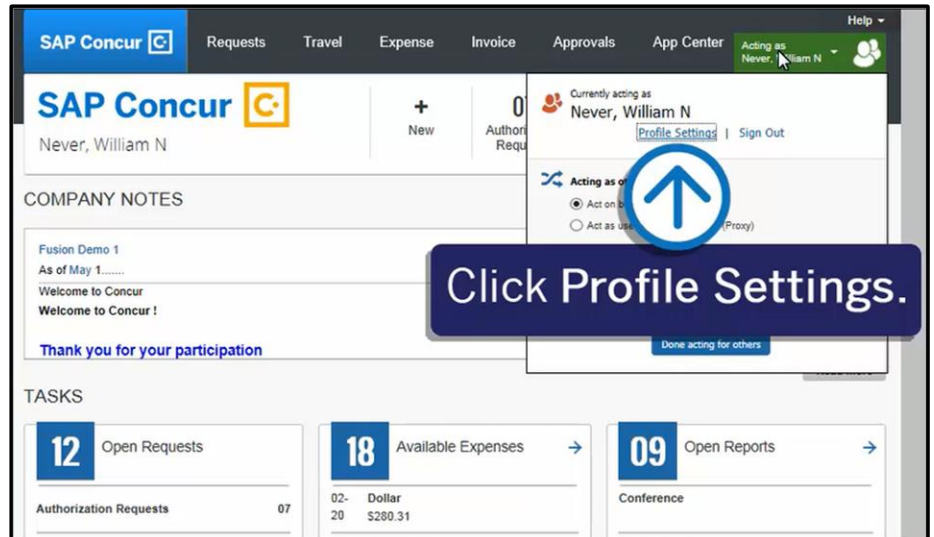 Help
SAP Concur C Requests Travel Expense Invoice Approvals App Center
Acting as
Never, William N
SAP Concur C
Never, William N
+
New
Currently acting as
Never, William N
Profile Settings | Sign Out
Acting as
Act on
Act as (Proxy)
Click Profile Settings.
Done acting for others
COMPANY NOTES
Fusion Demo 1
As of May 1.......
Welcome to Concur
Welcome to Concur !
Thank you for your participation
TASKS
12 Open Requests
Authorization Requests 07
18 Available Expenses
02-20 Dollar
$280.31
09 Open Reports
Conference